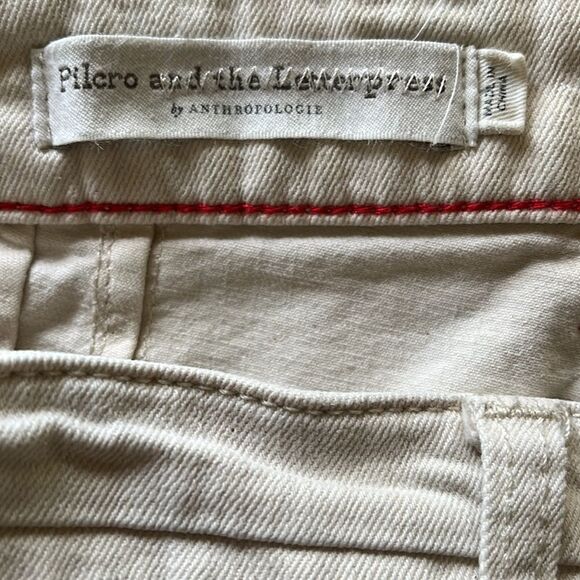 Pilcro and the Letterpress
by ANTHROPOLOGIE
MADE IN
CHINA